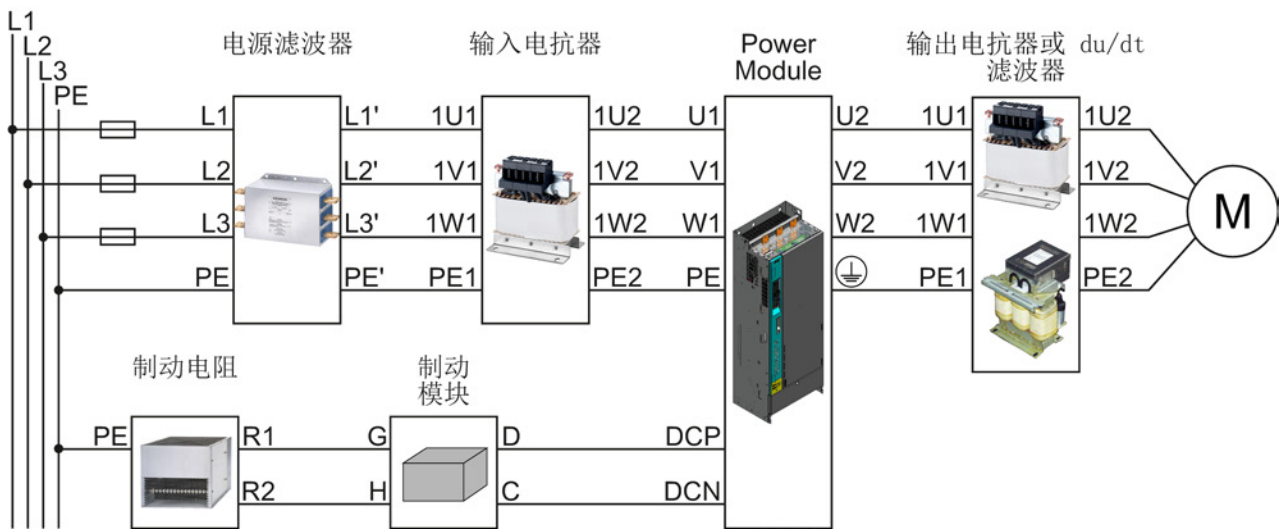 L1
L2
L3
PE
电源滤波器
输入电抗器
Power
Module
输出电抗器或 du/dt
滤波器
L1 L1' 1U1 1U2 U1 U2 1U1 1U2
L2 L2' 1V1 1V2 V1 V2 1V1 1V2
L3 L3' 1W1 1W2 W1 W2 1W1 1W2
PE PE' PE1 PE2 PE PE1 PE2
M
制动电阻
制动
模块
PE R1 G D DCP
R2 H C DCN